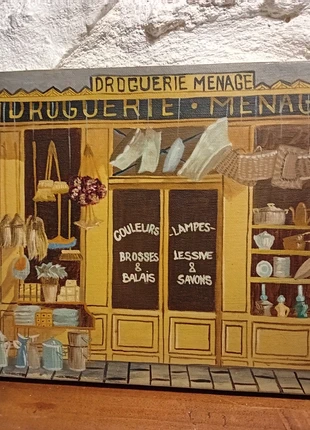 DROGUERIE MENAGE
DROGUERIE · MENAG
COULEURS
BROSSES
&
BALAIS
-LAMPES-
LESSIVE
&
SAVONS